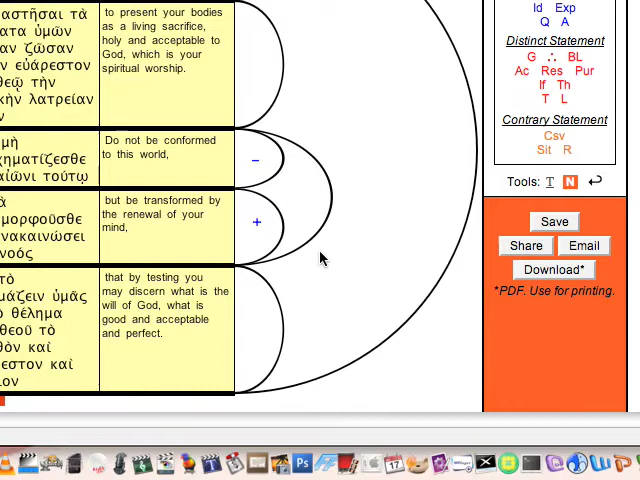 αστῆσαι τὰ
ατα ὑμῶν
αν ζῶσαν
ν εὐάρεστον
θεῷ τὴν
κὴν λατρείαν
ν
to present your bodies
as a living sacrifice,
holy and acceptable to
God, which is your
spiritual worship.
μὴ
χηματίζεσθε
αἰῶνι τούτῳ
Do not be conformed
to this world,
–
ὰ
μορφοῦσθε
νακαινώσει
νοός
but be transformed by
the renewal of your
mind,
+
τὸ
μάζειν ὑμᾶς
ὸ θέλημα
θεοῦ τὸ
θὸν καὶ
εστον καὶ
ιον
that by testing you
may discern what is the
will of God, what is
good and acceptable
and perfect.
Id Exp
Q A
Distinct Statement
G ∴ BL
Ac Res Pur
If Th
T L
Contrary Statement
Csv
Sit R
Tools: T N
Save
Share Email
Download*
*PDF. Use for printing.
Ps
17
T
X
W
P